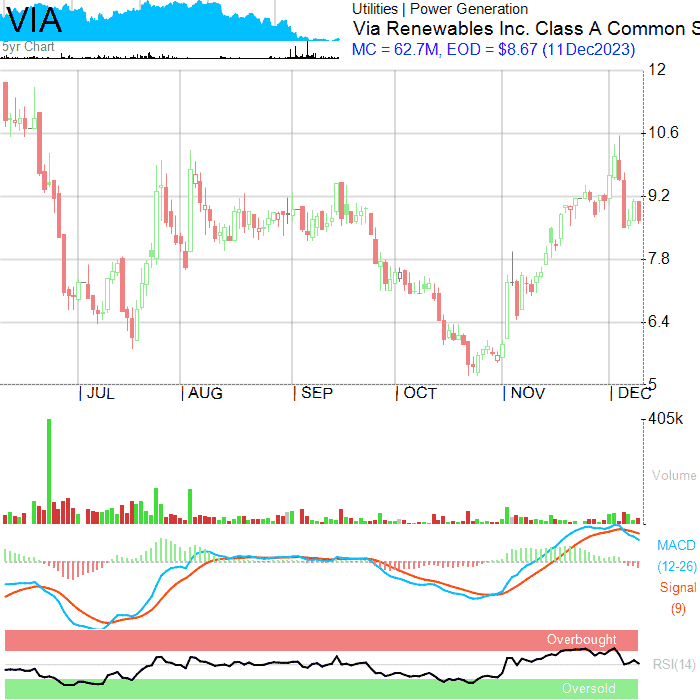 VIA
5yr Chart
Utilities | Power Generation
Via Renewables Inc. Class A Common S
MC = 62.7M, EOD = $8.67 (11Dec2023)
12
10.6
9.2
7.8
6.4
5
JUL
AUG
SEP
OCT
NOV
DEC
405k
Volume
MACD
(12-26)
Signal
(9)
Overbought
RSI(14)
Oversold